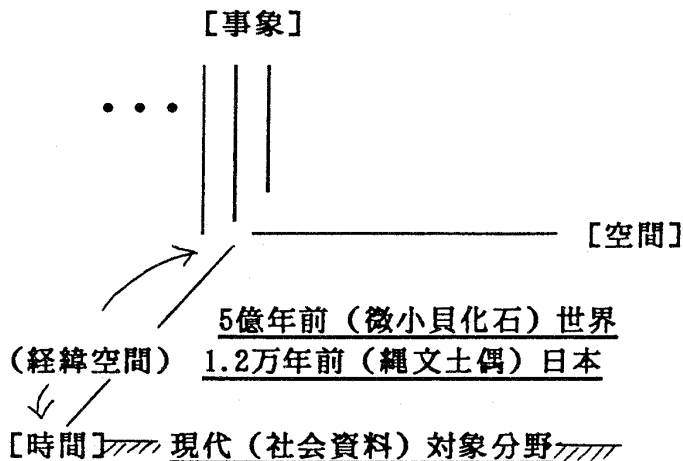 ［事象］
・・・
［空間］
5億年前（微小貝化石）世界
（経緯空間） 1.2万年前（縄文土偶）日本
［時間］ 現代（社会資料）対象分野